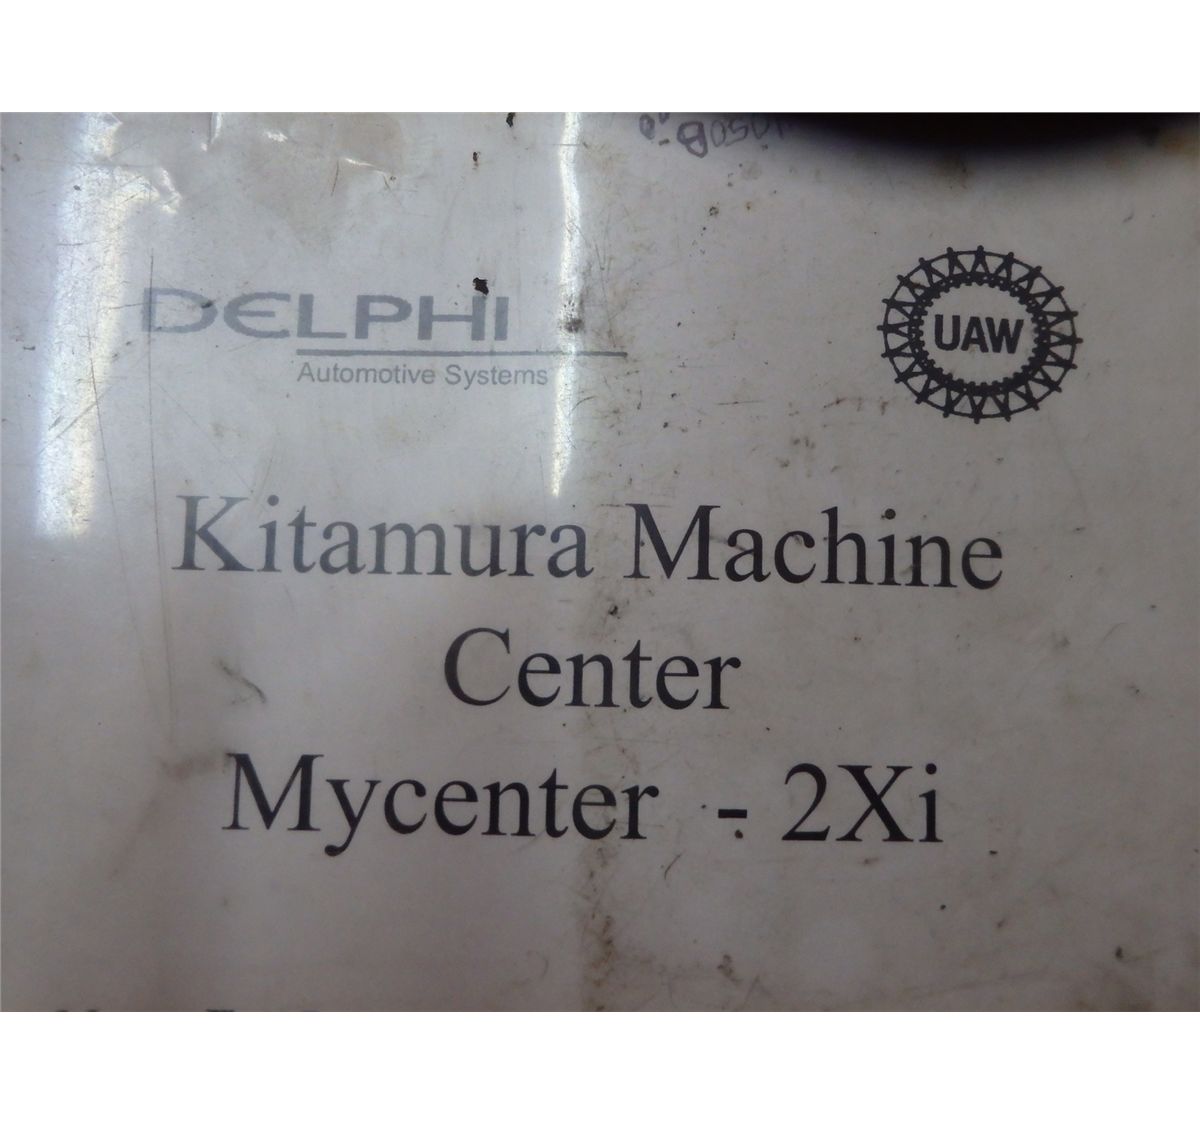 DELPHI
Automotive Systems
UAW
Kitamura Machine
Center
Mycenter - 2Xi